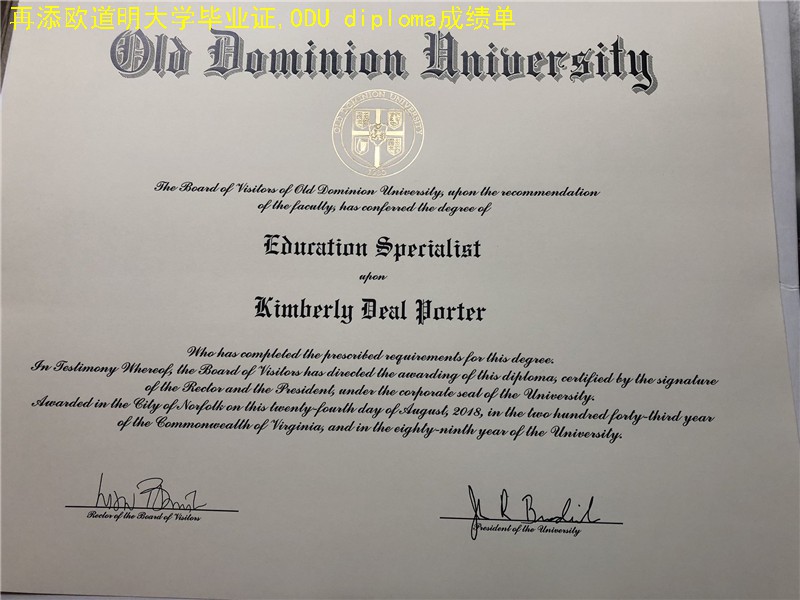 再添欧道明大学毕业证,ODU diploma成绩单
Old Dominion University
OLD DOMINION UNIVERSITY
The Board of Visitors of Old Dominion University, upon the recommendation
of the faculty, has conferred the degree of
Education Specialist
upon
Kimberly Deal Porter
Who has completed the prescribed requirements for this degree.
In Testimony Whereof, the Board of Visitors has directed the awarding of this diploma, certified by the signature
of the Rector and the President, under the corporate seal of the University.
Awarded in the City of Norfolk on this twenty-fourth day of August, 2018, in the two hundred forty-third year
of the Commonwealth of Virginia, and in the eighty-ninth year of the University.
Rector of the Board of Visitors
President of the University